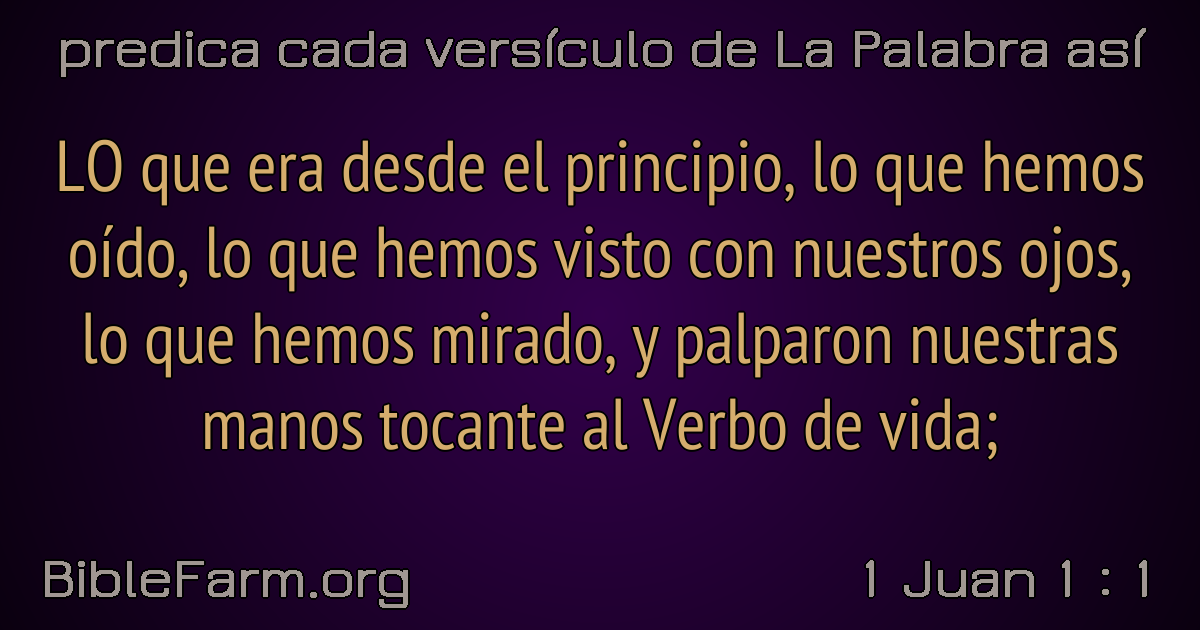 predica cada versículo de La Palabra así
LO que era desde el principio, lo que hemos
oído, lo que hemos visto con nuestros ojos,
lo que hemos mirado, y palparon nuestras
manos tocante al Verbo de vida;
BibleFarm.org
1 Juan 1 : 1